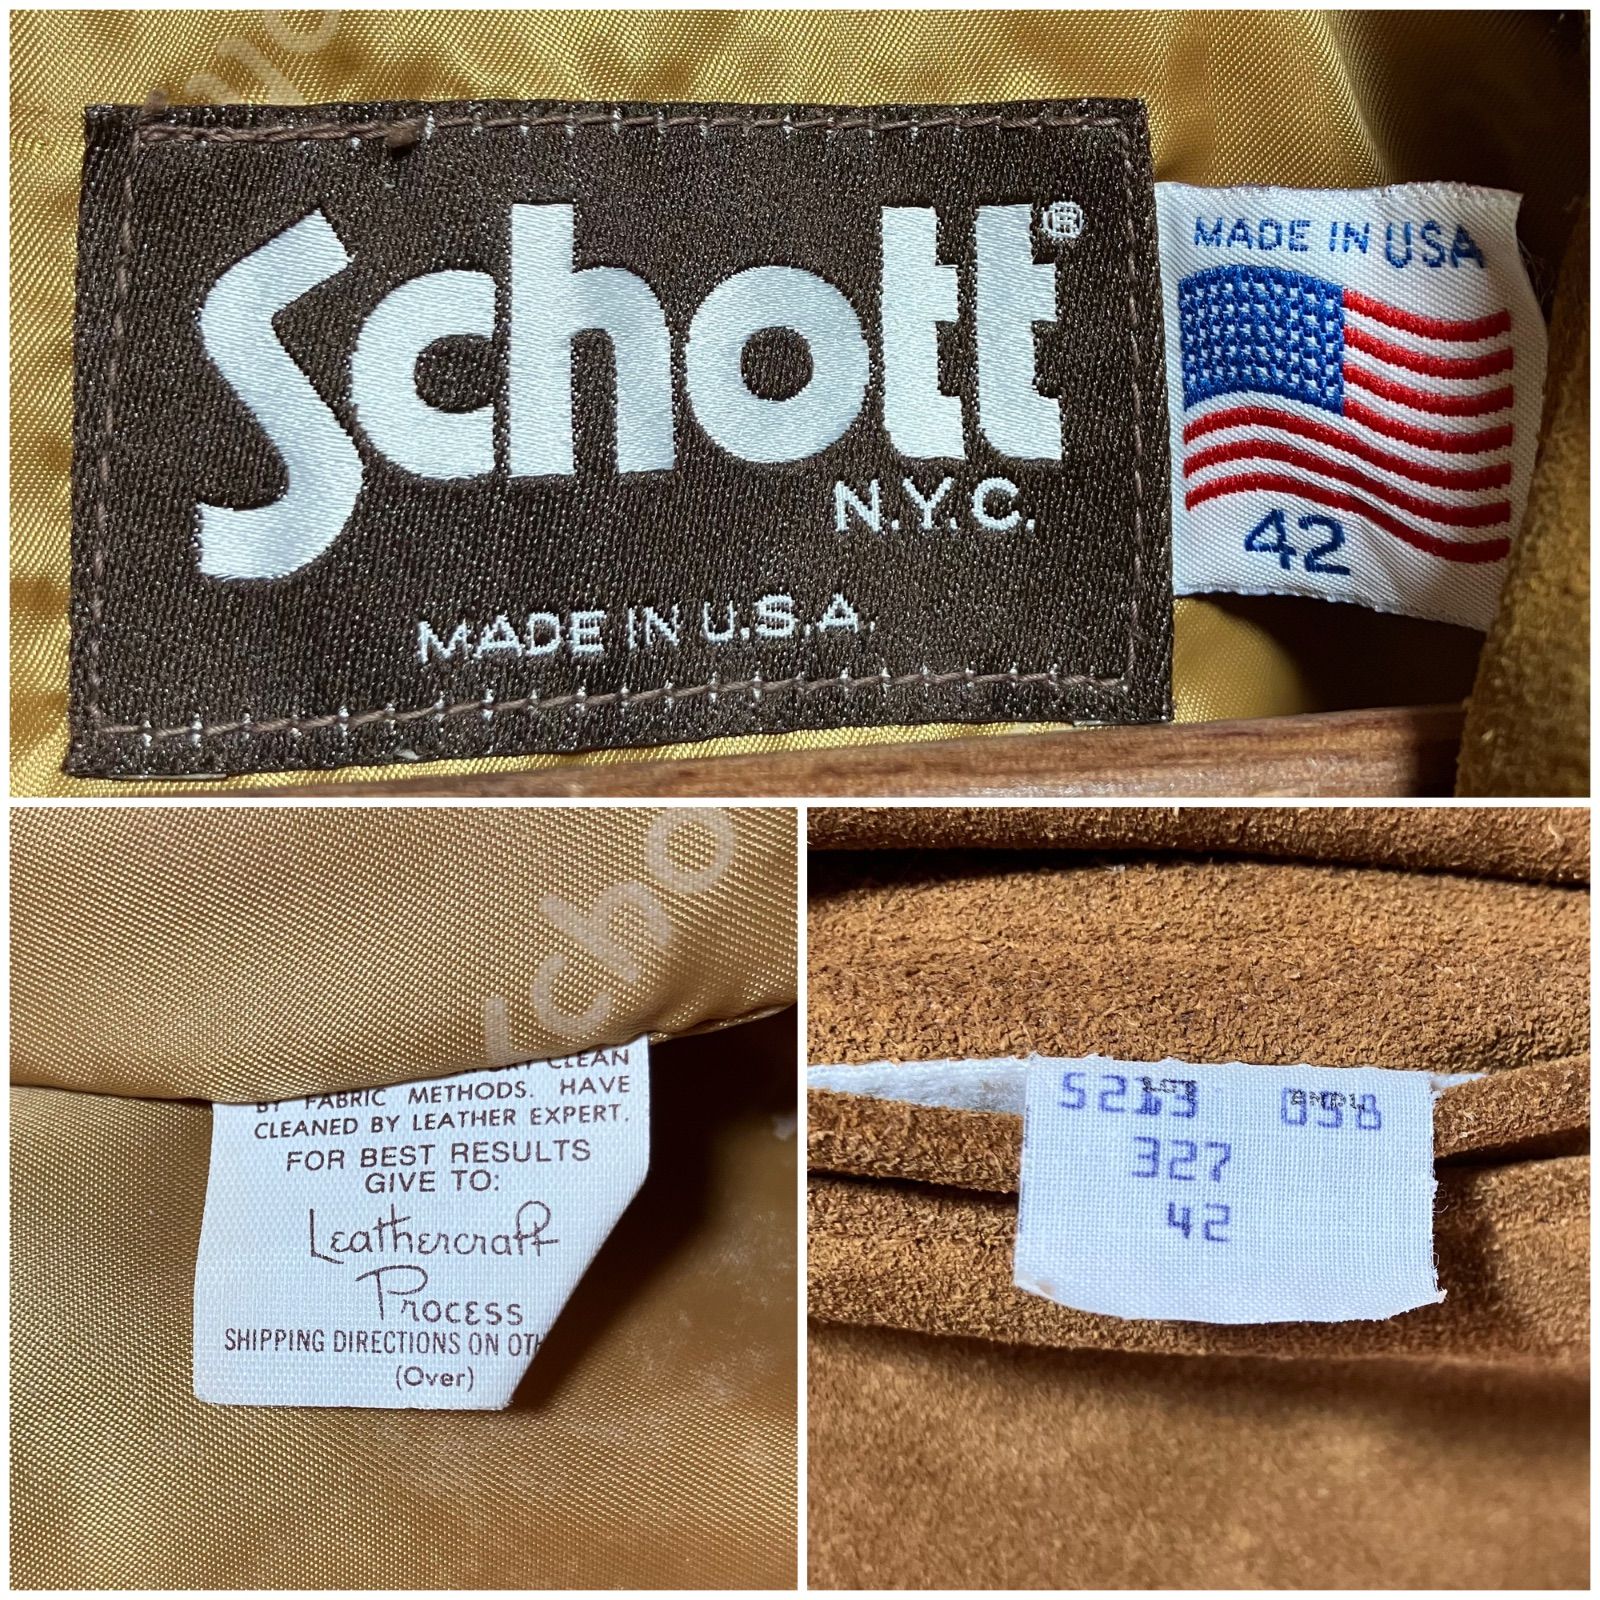 Schott®
N.Y.C.
MADE IN U.S.A.
MADE IN USA
42
CLEAN
BY FABRIC METHODS. HAVE
CLEANED BY LEATHER EXPERT.
FOR BEST RESULTS
GIVE TO:
Leathercraft
Process
SHIPPING DIRECTIONS ON OTH
(Over)
327
42